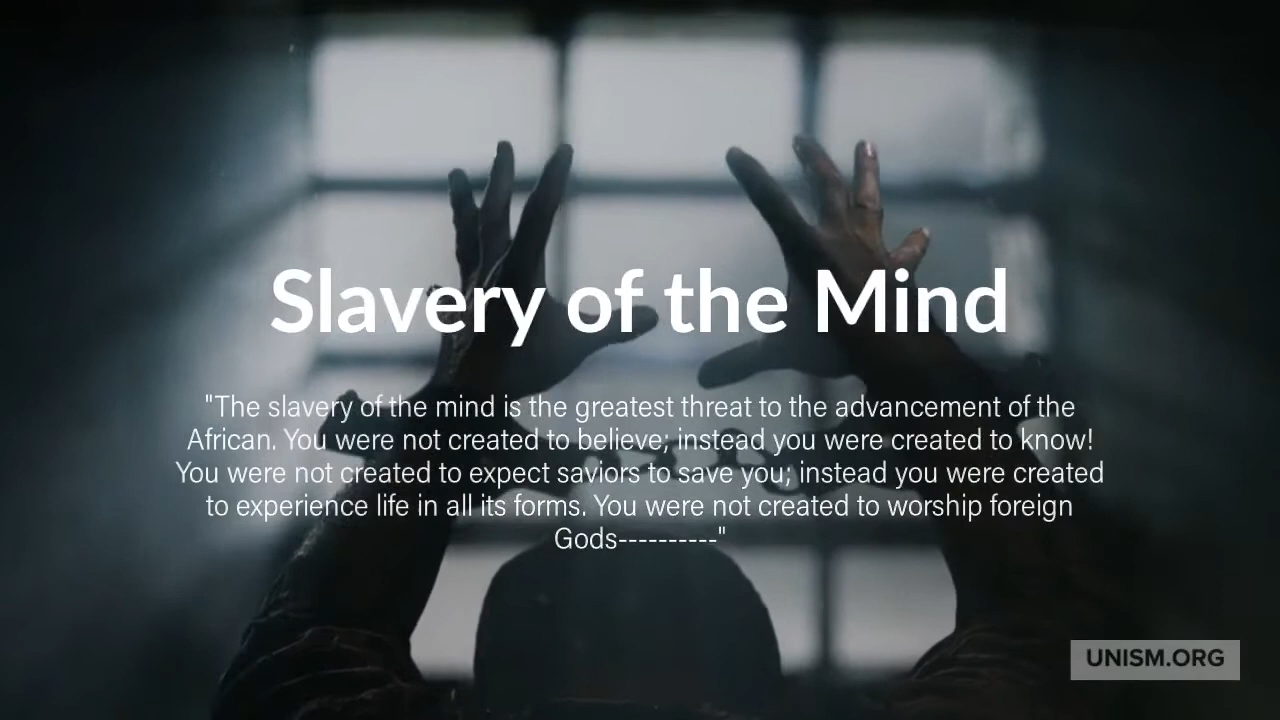 Slavery of the Mind
"The slavery of the mind is the greatest threat to the advancement of the
African. You were not created to believe; instead you were created to know!
You were not created to expect saviors to save you; instead you were created
to experience life in all its forms. You were not created to worship foreign
Gods----------"
UNISM.ORG